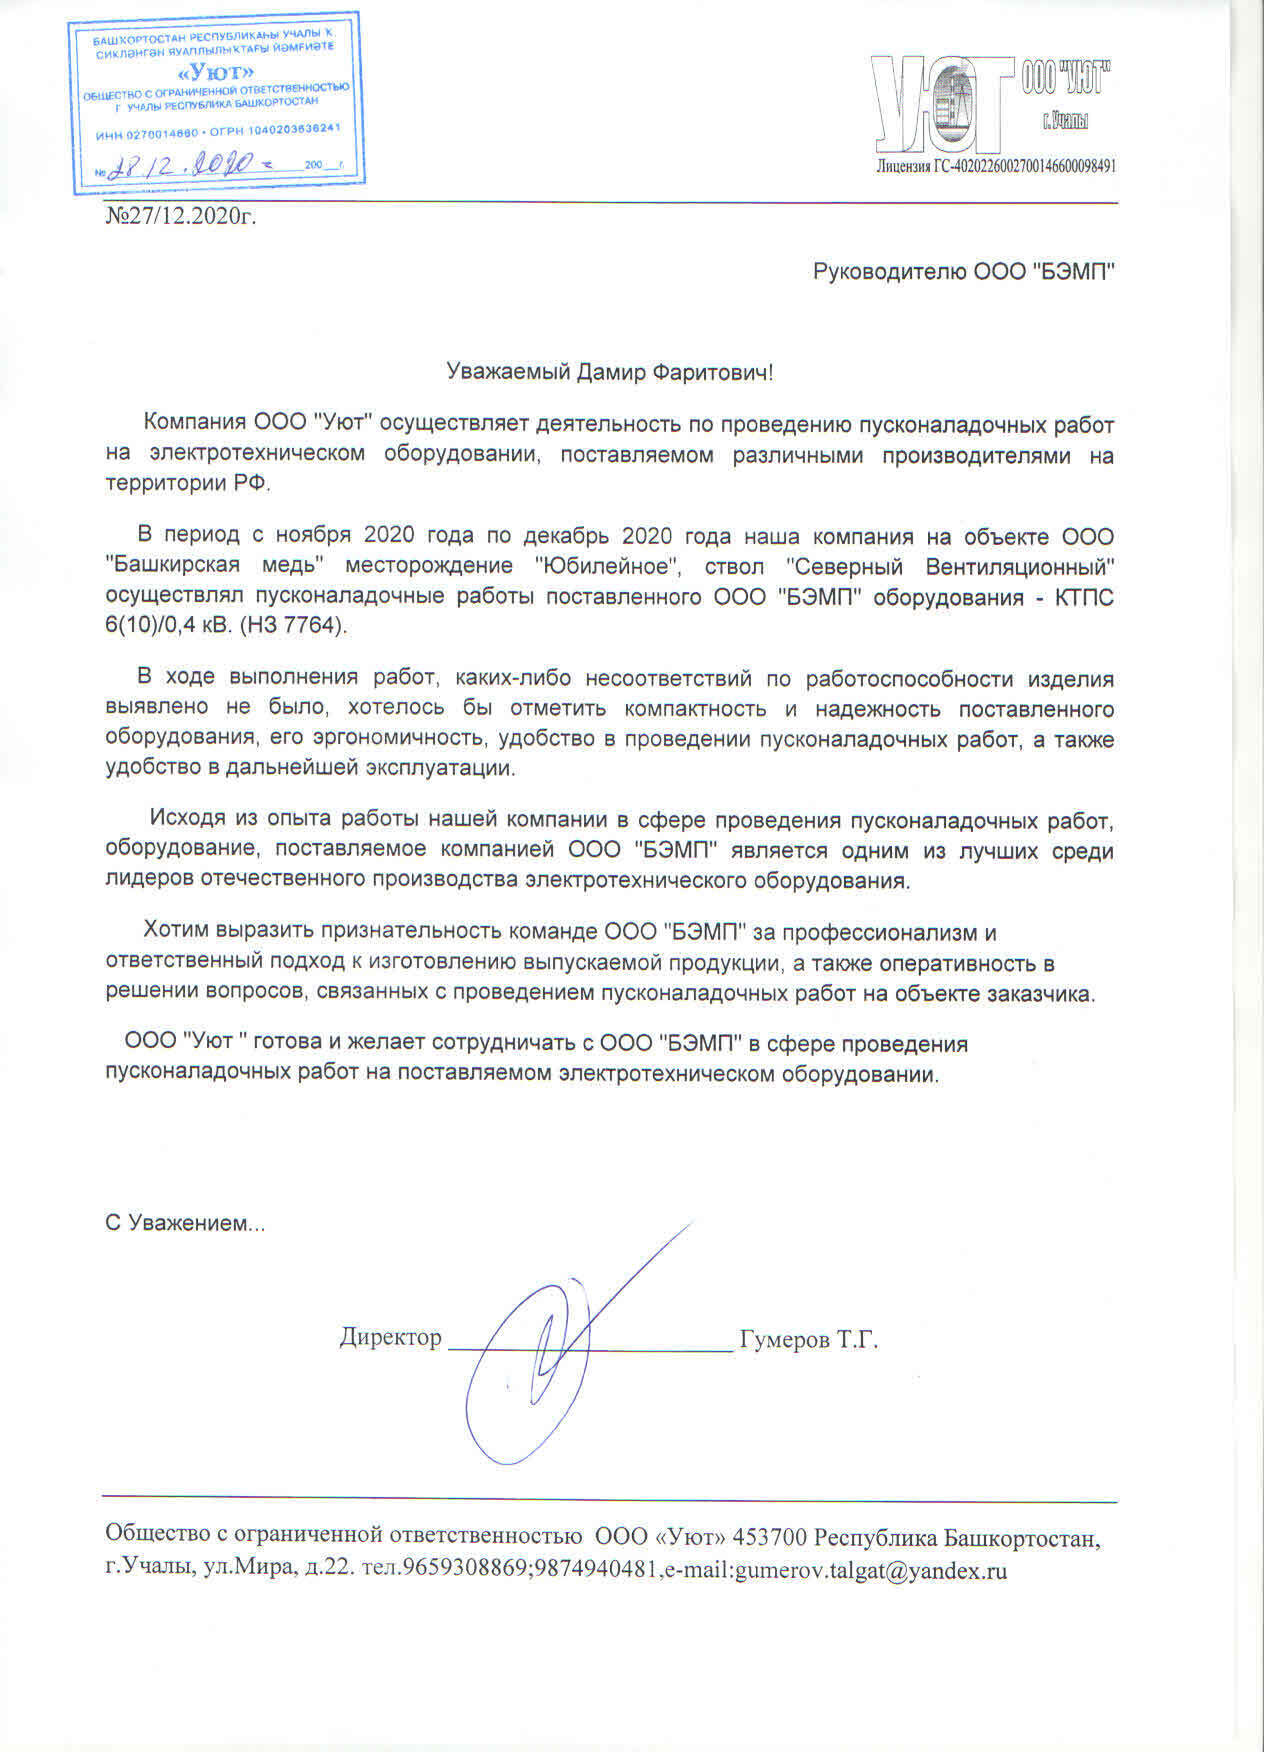 БАШҠОРТОСТАН РЕСПУБЛИКАҺЫ УЧАЛЫ Ҡ.
СИКЛӘНГӘН ЯУАПЛЫЛЫҠТАҒЫ ЙӘМҒИӘТЕ
«Уют»
ОБЩЕСТВО С ОГРАНИЧЕННОЙ ОТВЕТСТВЕННОСТЬЮ
Г. УЧАЛЫ РЕСПУБЛИКА БАШКОРТОСТАН
ИНН 0270014660 • ОГРН 1040203636241
№ 28/12.2020 г 200__г.
УЮТ
ООО "УЮТ"
г.Учалы
Лицензия ГС-4020226002700146600098491
№27/12.2020г.
Руководителю ООО "БЭМП"
Уважаемый Дамир Фаритович!
Компания ООО "Уют" осуществляет деятельность по проведению пусконаладочных работ
на электротехническом оборудовании, поставляемом различными производителями на
территории РФ.
В период с ноября 2020 года по декабрь 2020 года наша компания на объекте ООО
"Башкирская медь" месторождение "Юбилейное", ствол "Северный Вентиляционный"
осуществлял пусконаладочные работы поставленного ООО "БЭМП" оборудования - КТПС
6(10)/0,4 кВ. (НЗ 7764).
В ходе выполнения работ, каких-либо несоответствий по работоспособности изделия
выявлено не было, хотелось бы отметить компактность и надежность поставленного
оборудования, его эргономичность, удобство в проведении пусконаладочных работ, а также
удобство в дальнейшей эксплуатации.
Исходя из опыта работы нашей компании в сфере проведения пусконаладочных работ,
оборудование, поставляемое компанией ООО "БЭМП" является одним из лучших среди
лидеров отечественного производства электротехнического оборудования.
Хотим выразить признательность команде ООО "БЭМП" за профессионализм и
ответственный подход к изготовлению выпускаемой продукции, а также оперативность в
решении вопросов, связанных с проведением пусконаладочных работ на объекте заказчика.
ООО "Уют " готова и желает сотрудничать с ООО "БЭМП" в сфере проведения
пусконаладочных работ на поставляемом электротехническом оборудовании.
С Уважением...
Директор ______________________ Гумеров Т.Г.
Общество с ограниченной ответственностью ООО «Уют» 453700 Республика Башкортостан,
г.Учалы, ул.Мира, д.22. тел.9659308869;9874940481,e-mail:gumerov.talgat@yandex.ru